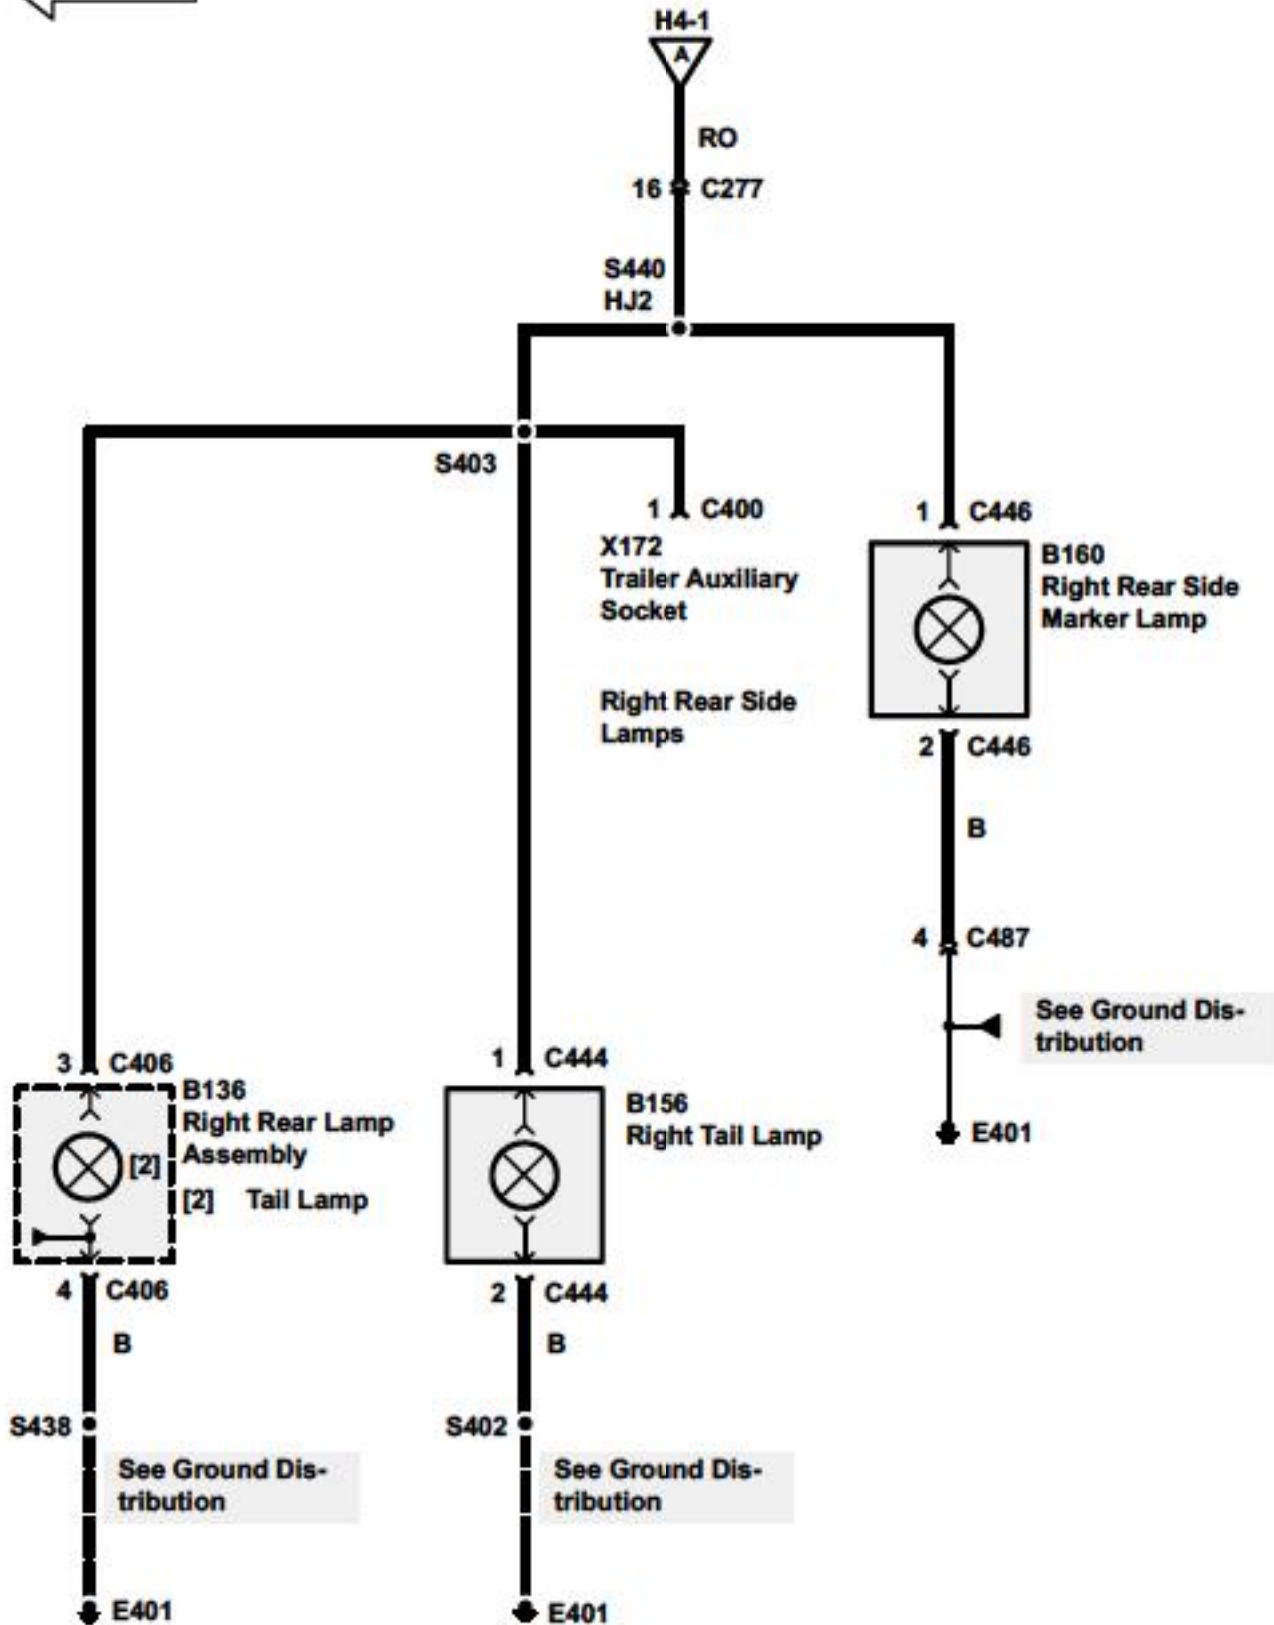 H4-1
A
RO
16 C277
S440
HJ2
S403
1 C400
X172
Trailer Auxiliary
Socket
Right Rear Side
Lamps
1 C446
B160
Right Rear Side
Marker Lamp
2 C446
B
4 C487
See Ground Dis-
tribution
E401
3 C406
B136
Right Rear Lamp
Assembly
[2]
[2] Tail Lamp
4 C406
B
S438
See Ground Dis-
tribution
E401
1 C444
B156
Right Tail Lamp
2 C444
B
S402
See Ground Dis-
tribution
E401